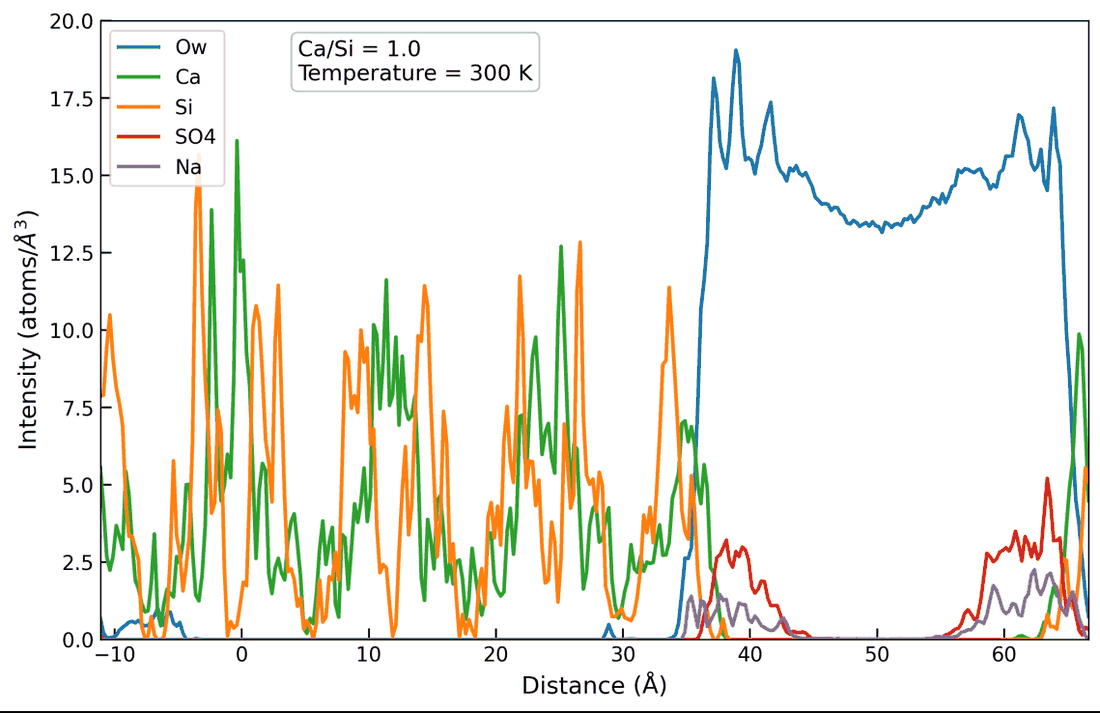 20.0
17.5
15.0
12.5
10.0
7.5
5.0
2.5
0.0
Intensity (atoms/Å³)
Ow
Ca
Si
SO4
Na
Ca/Si = 1.0
Temperature = 300 K
−10 0 10 20 30 40 50 60
Distance (Å)